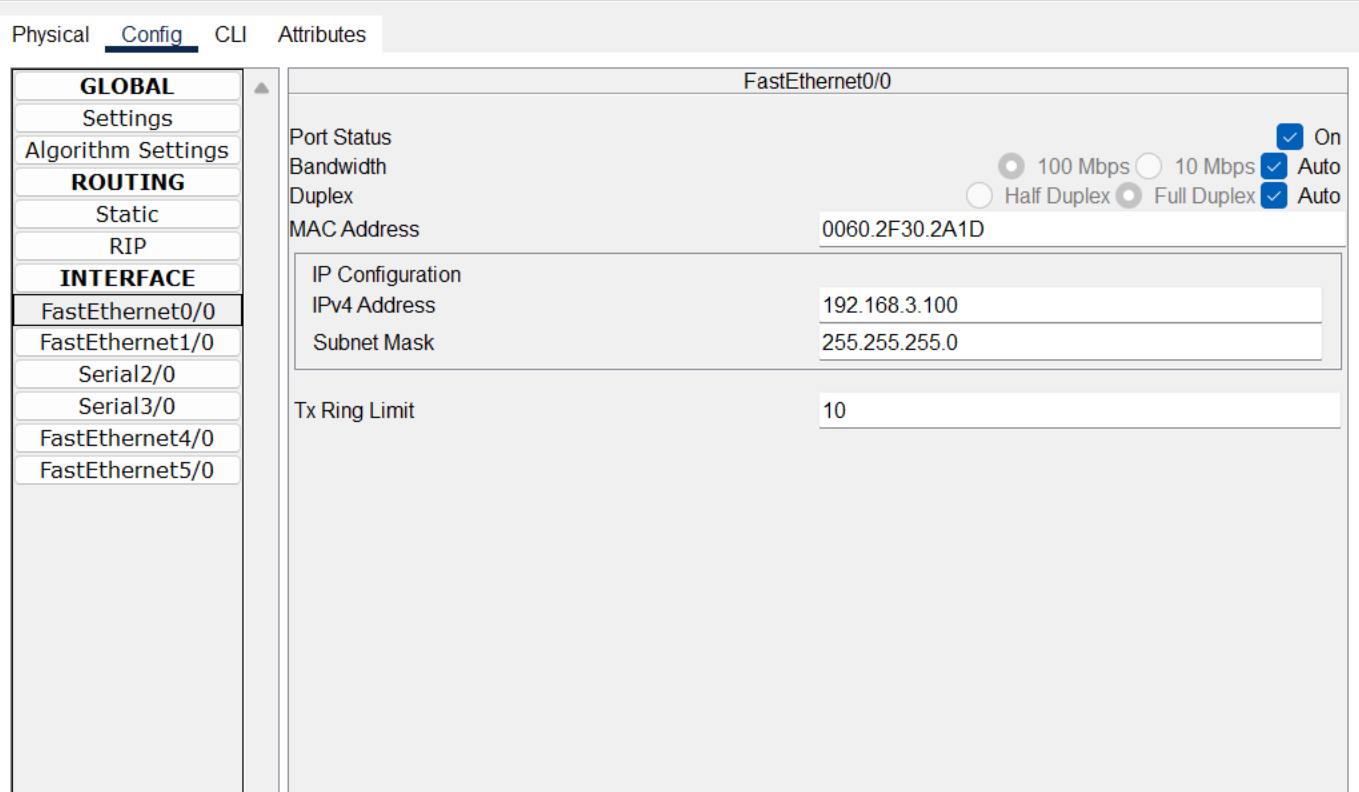 Physical Config CLI Attributes
GLOBAL
Settings
Algorithm Settings
ROUTING
Static
RIP
INTERFACE
FastEthernet0/0
FastEthernet1/0
Serial2/0
Serial3/0
FastEthernet4/0
FastEthernet5/0
FastEthernet0/0
Port Status On
Bandwidth 100 Mbps 10 Mbps Auto
Duplex Half Duplex Full Duplex Auto
MAC Address 0060.2F30.2A1D
IP Configuration
IPv4 Address 192.168.3.100
Subnet Mask 255.255.255.0
Tx Ring Limit 10